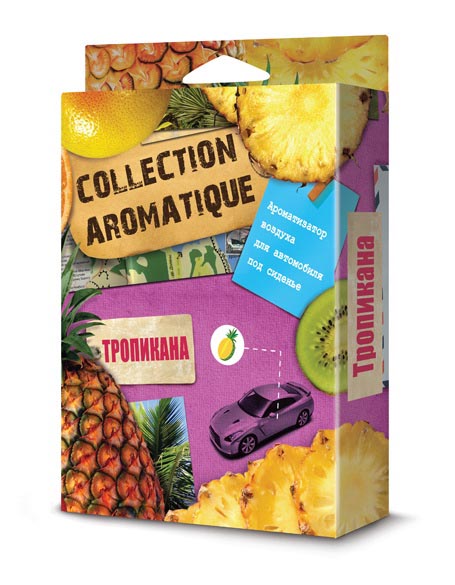 COLLECTION
AROMATIQUE
Ароматизатор
воздуха
для автомобиля
под сиденье
ТРОПИКАНА
Тропикана